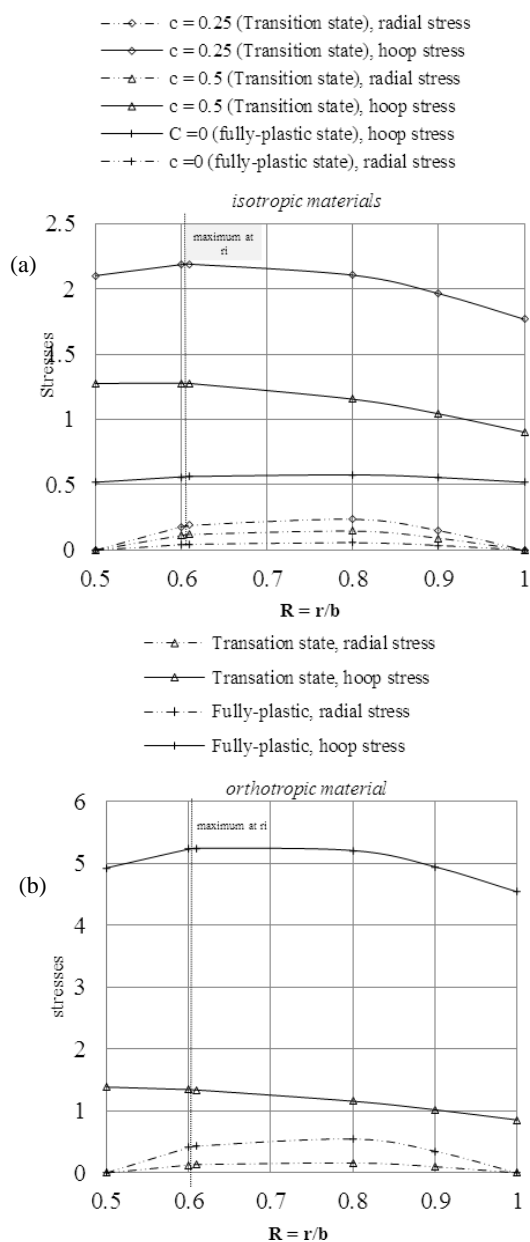 c = 0.25 (Transition state), radial stress
c = 0.25 (Transition state), hoop stress
c = 0.5 (Transition state), radial stress
c = 0.5 (Transition state), hoop stress
C =0 (fully-plastic state), hoop stress
c =0 (fully-plastic state), radial stress
isotropic materials
(a)
maximum at
ri
Stresses
2.5
2
1.5
1
0.5
0
0.5 0.6 0.7 0.8 0.9 1
R = r/b
Transation state, radial stress
Transation state, hoop stress
Fully-plastic, radial stress
Fully-plastic, hoop stress
orthotropic material
(b)
maximum at ri
stresses
6
5
4
3
2
1
0
0.5 0.6 0.7 0.8 0.9 1
R = r/b